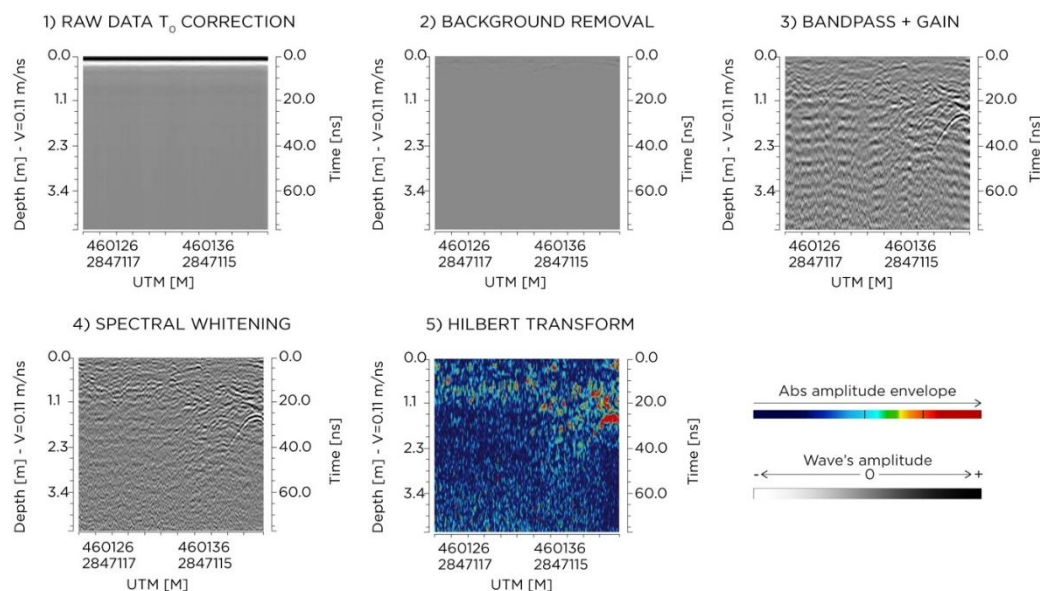 1) RAW DATA T0 CORRECTION
0.0
1.1
2.3
3.4
Depth [m] - V=0.11 m/ns
0.0
20.0
40.0
60.0
Time [ns]
460126 460136
2847117 2847115
UTM [M]
2) BACKGROUND REMOVAL
0.0
1.1
2.3
3.4
Depth [m] - V=0.11 m/ns
0.0
20.0
40.0
60.0
Time [ns]
460126 460136
2847117 2847115
UTM [M]
3) BANDPASS + GAIN
0.0
1.1
2.3
3.4
Depth [m] - V=0.11 m/ns
0.0
20.0
40.0
60.0
Time [ns]
460126 460136
2847117 2847115
UTM [M]
4) SPECTRAL WHITENING
0.0
1.1
2.3
3.4
Depth [m] - V=0.11 m/ns
0.0
20.0
40.0
60.0
Time [ns]
460126 460136
2847117 2847115
UTM [M]
5) HILBERT TRANSFORM
0.0
1.1
2.3
3.4
Depth [m] - V=0.11 m/ns
0.0
20.0
40.0
60.0
Time [ns]
460126 460136
2847117 2847115
UTM [M]
Abs amplitude envelope
Wave's amplitude
- 0 +